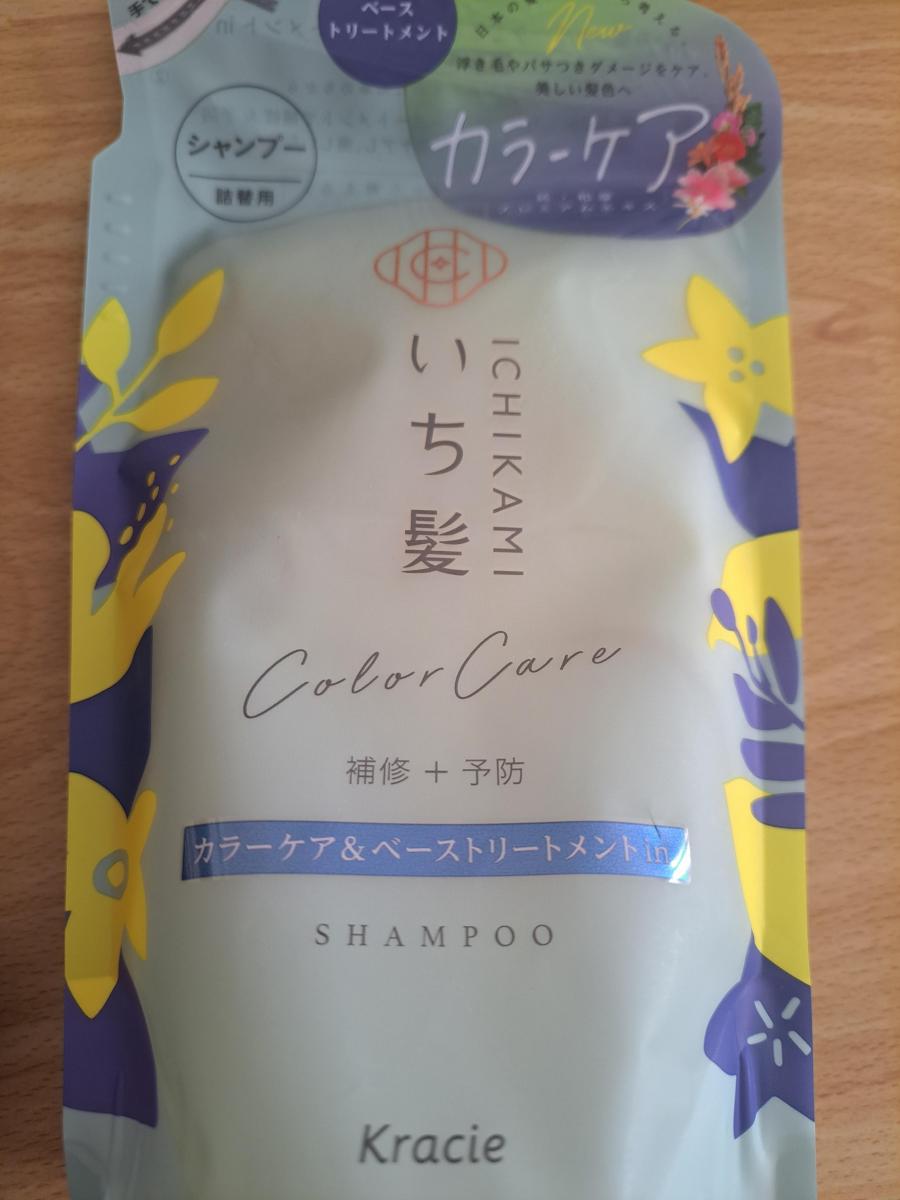 ベース
トリートメント
New
浮き毛やパサつきダメージをケア、
美しい髪色へ
カラーケア
シャンプー
詰替用
いち髪
ICHIKAMI
Color Care
補修 + 予防
カラーケア&ベーストリートメント in
SHAMPOO
Kracie